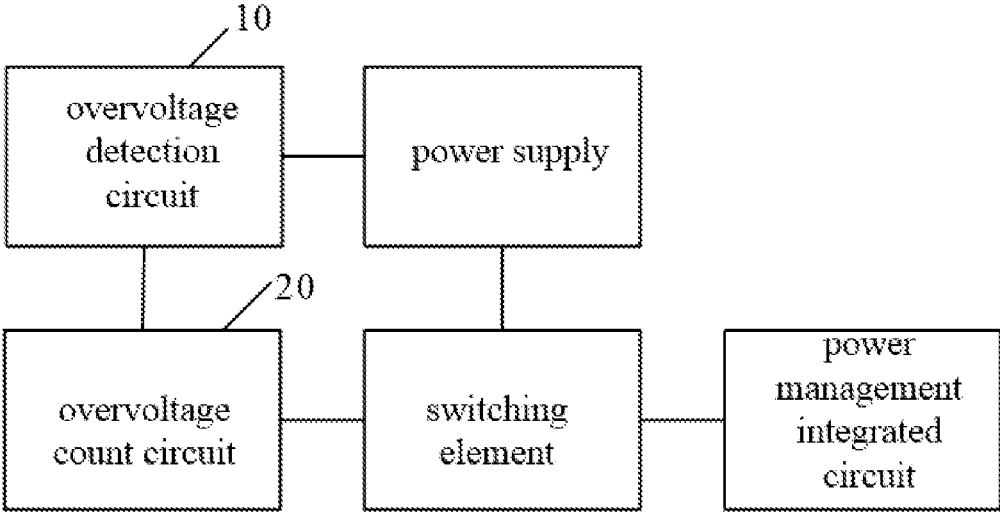 10
overvoltage
detection
circuit
power supply
20
overvoltage
count circuit
switching
element
power
management
integrated
circuit